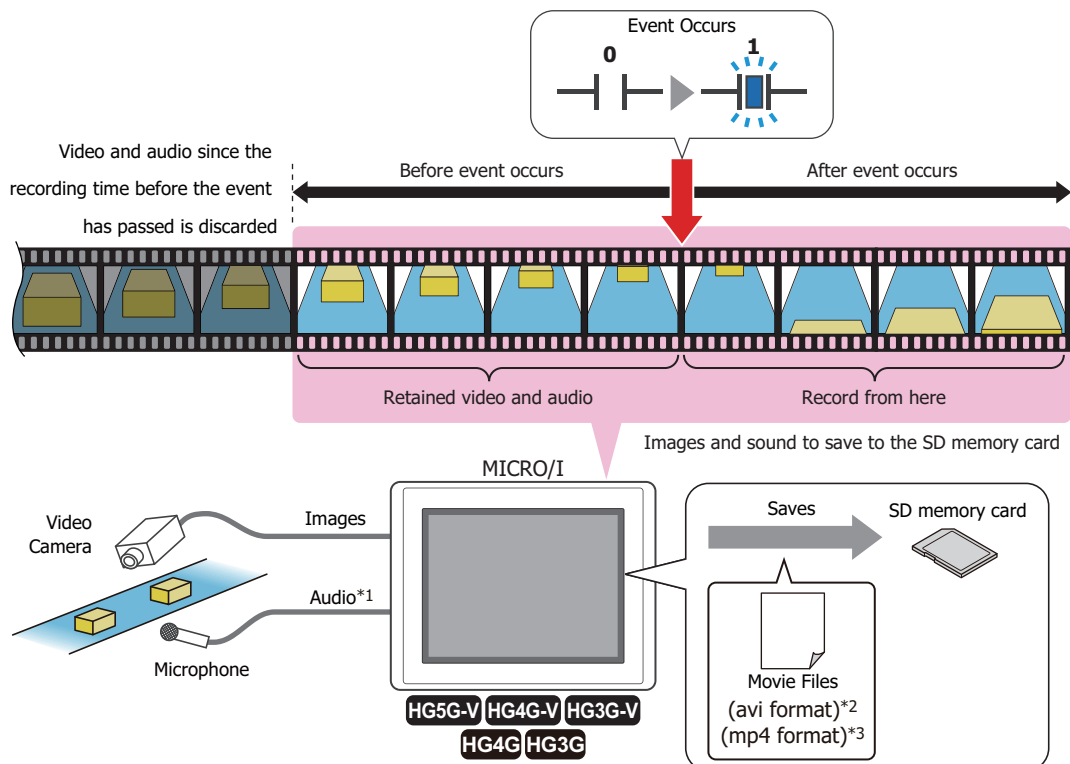 Event Occurs
0
1
Video and audio since the
recording time before the event
has passed is discarded
Before event occurs
After event occurs
Retained video and audio
Record from here
Images and sound to save to the SD memory card
MICRO/I
Video
Camera
Images
Audio*1
Microphone
Saves
SD memory card
Movie Files
(avi format)*2
(mp4 format)*3
HG5G-V HG4G-V HG3G-V
HG4G HG3G